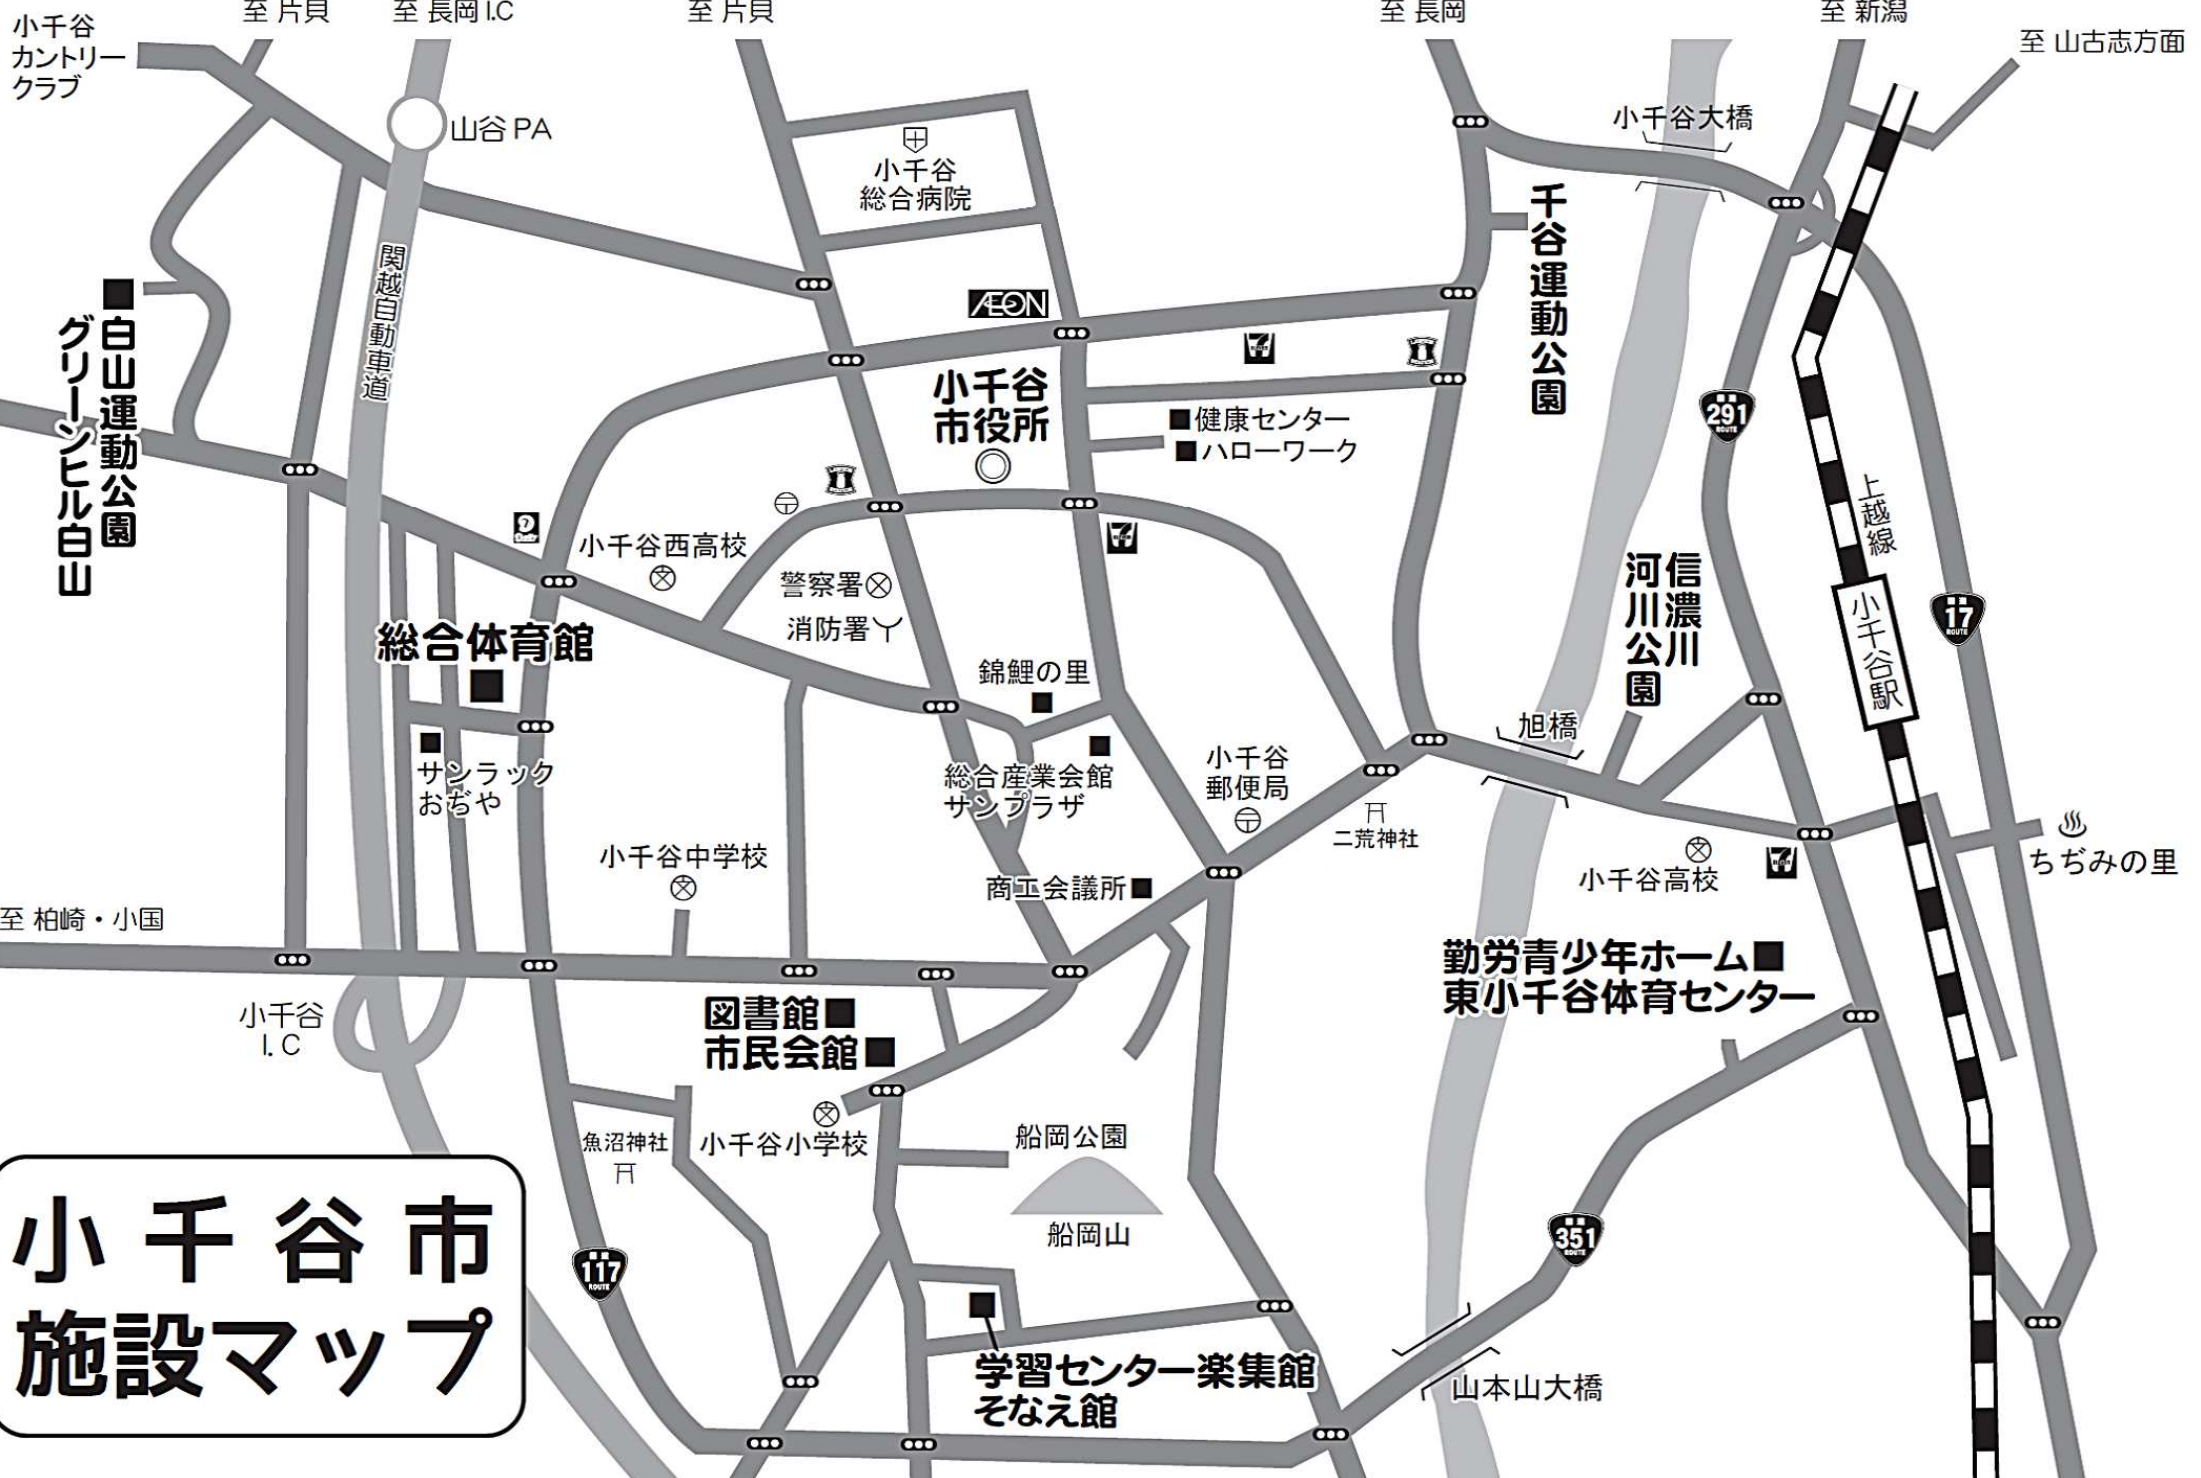 至 片貝
至 長岡 I.C
至 片貝
至 長岡
至 新潟
至 山古志方面
小千谷
カントリー
クラブ
山谷 PA
小千谷
総合病院
小千谷大橋
千谷運動公園
関越自動車道
白山運動公園
グリーンヒル白山
ÆON
小千谷
市役所
健康センター
ハローワーク
291
ROUTE
上越線
小千谷駅
17
ROUTE
小千谷西高校
警察署
消防署
総合体育館
サンラック
おぢや
錦鯉の里
総合産業会館
サンプラザ
小千谷
郵便局
二荒神社
旭橋
信濃川
河川公園
小千谷高校
ちぢみの里
小千谷中学校
商工会議所
至 柏崎・小国
小千谷
I.C
図書館
市民会館
勤労青少年ホーム
東小千谷体育センター
魚沼神社
小千谷小学校
船岡公園
船岡山
117
ROUTE
351
ROUTE
学習センター楽集館
そなえ館
山本山大橋
小千谷市
施設マップ